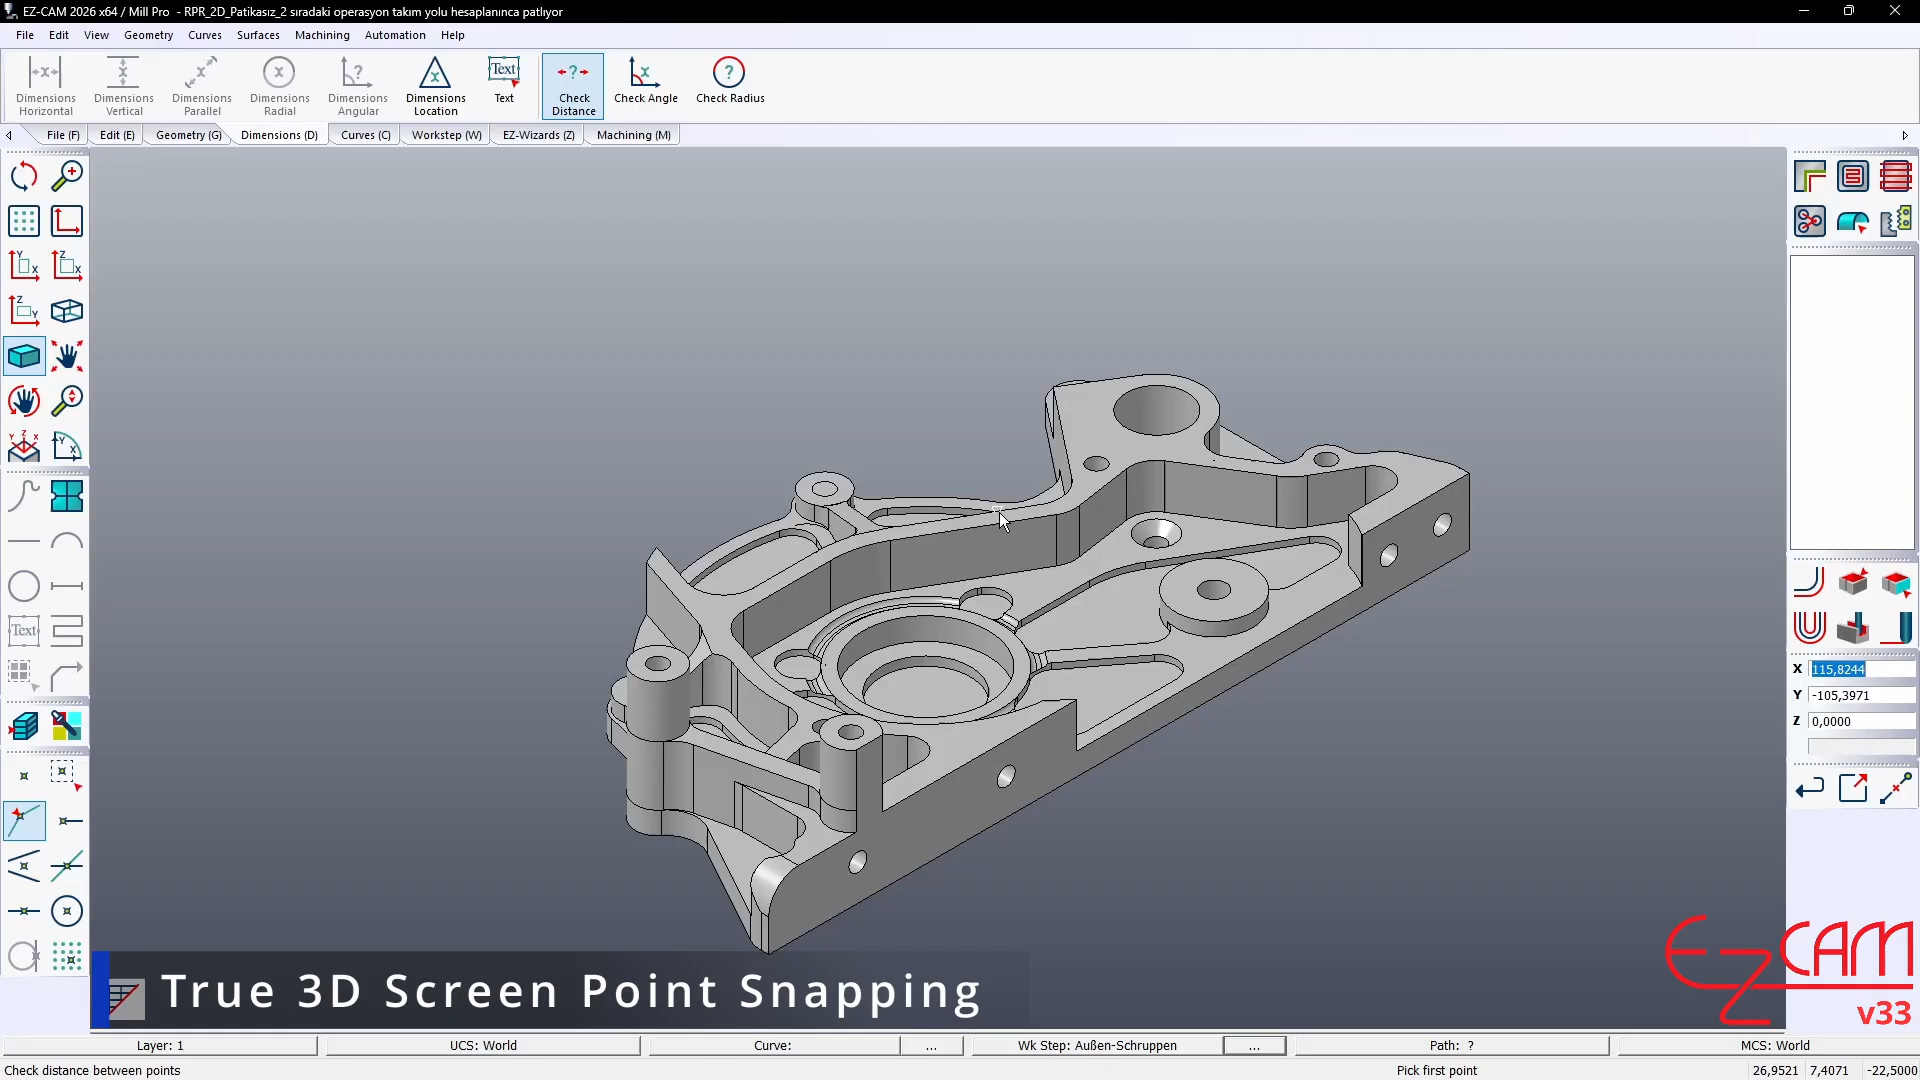 EZ-CAM 2026 x64 / Mill Pro - RPR_2D_Patikasız_2 sıradaki operasyon takım yolu hesaplanınca patlıyor
File Edit View Geometry Curves Surfaces Machining Automation Help
Dimensions Horizontal
Dimensions Vertical
Dimensions Parallel
Dimensions Radial
Dimensions Angular
Dimensions Location
Text
Text
Check Distance
Check Angle
Check Radius
File (F) Edit (E) Geometry (G) Dimensions (D) Curves (C) Workstep (W) EZ-Wizards (Z) Machining (M)
Text
X 115,8244
Y -105,3971
Z 0,0000
True 3D Screen Point Snapping
EZCAM
v33
Layer: 1 UCS: World Curve: ... Wk Step: Außen-Schruppen ... Path: ? MCS: World
Check distance between points Pick first point 26,9521 7,4071 -22,5000